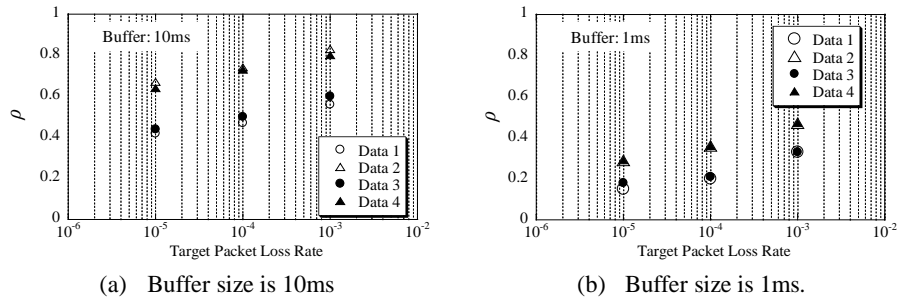 1
0.8
0.6
0.4
0.2
0
ρ
Buffer: 10ms
Data 1
Data 2
Data 3
Data 4
10-6
10-5
10-4
10-3
10-2
Target Packet Loss Rate
(a) Buffer size is 10ms
1
0.8
0.6
0.4
0.2
0
ρ
Buffer: 1ms
Data 1
Data 2
Data 3
Data 4
10-6
10-5
10-4
10-3
10-2
Target Packet Loss Rate
(b) Buffer size is 1ms.